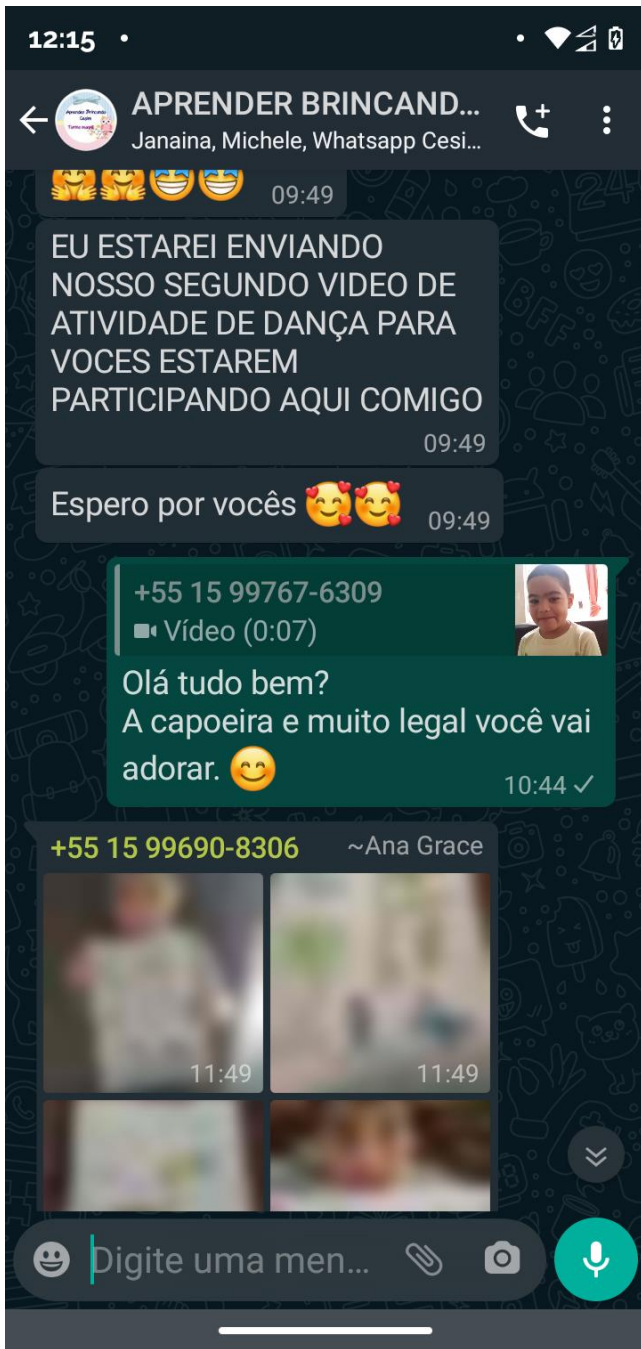 12:15
APRENDER BRINCAND...
Janaina, Michele, Whatsapp Cesi...
09:49
EU ESTAREI ENVIANDO
NOSSO SEGUNDO VIDEO DE
ATIVIDADE DE DANÇA PARA
VOCES ESTAREM
PARTICIPANDO AQUI COMIGO
09:49
Espero por vocês 🥰🥰
09:49
+55 15 99767-6309
Vídeo (0:07)
Olá tudo bem?
A capoeira e muito legal você vai
adorar. 😊
10:44
+55 15 99690-8306 ~Ana Grace
11:49 11:49
Digite uma men...